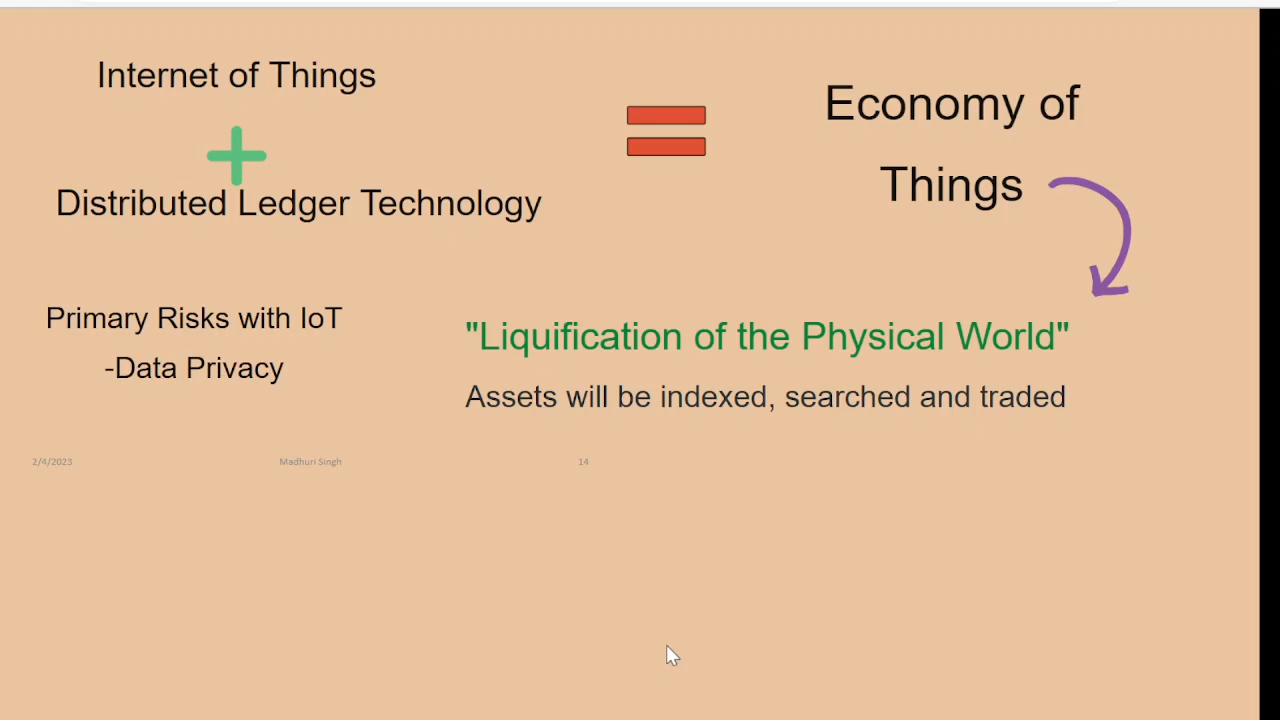 Internet of Things
Distributed Ledger Technology
Economy of
Things
Primary Risks with IoT
-Data Privacy
"Liquification of the Physical World"
Assets will be indexed, searched and traded
2/4/2023
Madhuri Singh
14